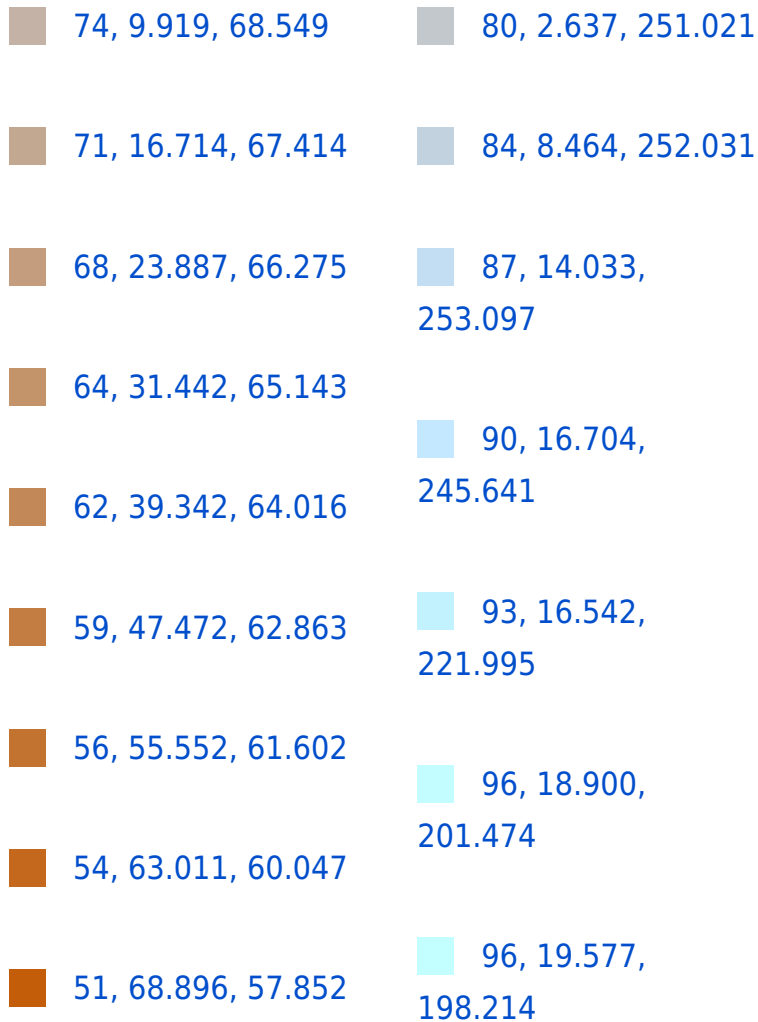 74, 9.919, 68.549
71, 16.714, 67.414
68, 23.887, 66.275
64, 31.442, 65.143
62, 39.342, 64.016
59, 47.472, 62.863
56, 55.552, 61.602
54, 63.011, 60.047
51, 68.896, 57.852
80, 2.637, 251.021
84, 8.464, 252.031
87, 14.033,
253.097
90, 16.704,
245.641
93, 16.542,
221.995
96, 18.900,
201.474
96, 19.577,
198.214